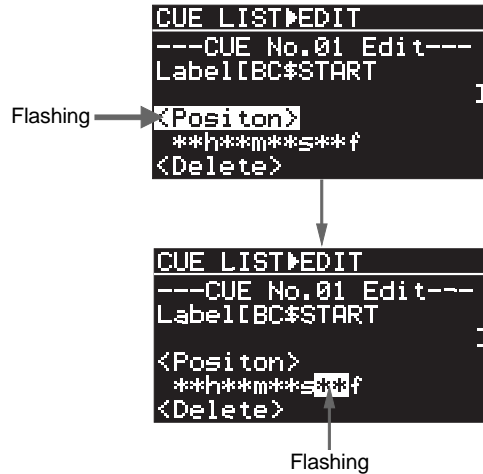 CUE LIST▶EDIT
---CUE No.01 Edit---
Label[BC$START
]
Flashing
<Positon>
**h**m**s**f
<Delete>
CUE LIST▶EDIT
---CUE No.01 Edit---
Label[BC$START
]
<Positon>
**h**m**s**f
<Delete>
Flashing